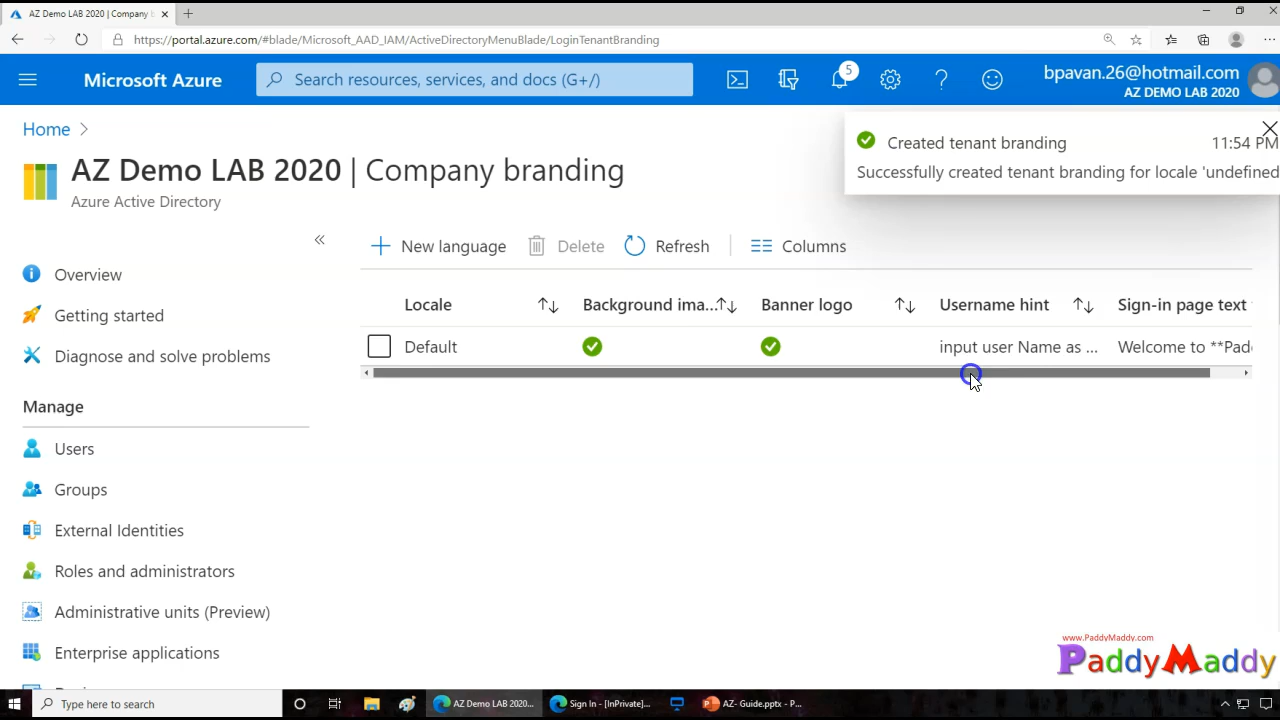 AZ Demo LAB 2020 | Company b
https://portal.azure.com/#blade/Microsoft_AAD_IAM/ActiveDirectoryMenuBlade/LoginTenantBranding
Microsoft Azure
Search resources, services, and docs (G+/)
5
bpavan.26@hotmail.com
AZ DEMO LAB 2020
Home
Created tenant branding
11:54 PM
Successfully created tenant branding for locale 'undefined
AZ Demo LAB 2020 | Company branding
Azure Active Directory
New language
Delete
Refresh
Columns
Overview
Getting started
Diagnose and solve problems
Manage
Users
Groups
External Identities
Roles and administrators
Administrative units (Preview)
Enterprise applications
Locale
Background ima...
Banner logo
Username hint
Sign-in page text
Default
input user Name as ...
Welcome to **Pad
www.PaddyMaddy.com
PaddyMaddy
Type here to search
AZ Demo LAB 2020...
Sign In - [InPrivate]...
AZ- Guide.pptx - P...